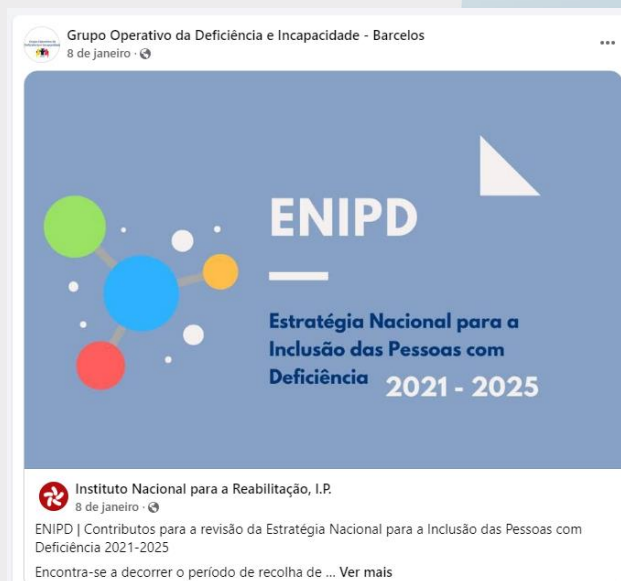 Grupo Operativo da Deficiência e Incapacidade - Barcelos
8 de janeiro ·
ENIPD
Estratégia Nacional para a
Inclusão das Pessoas com
Deficiência 2021 - 2025
Instituto Nacional para a Reabilitação, I.P.
8 de janeiro ·
ENIPD | Contributos para a revisão da Estratégia Nacional para a Inclusão das Pessoas com
Deficiência 2021-2025
Encontra-se a decorrer o período de recolha de ... Ver mais